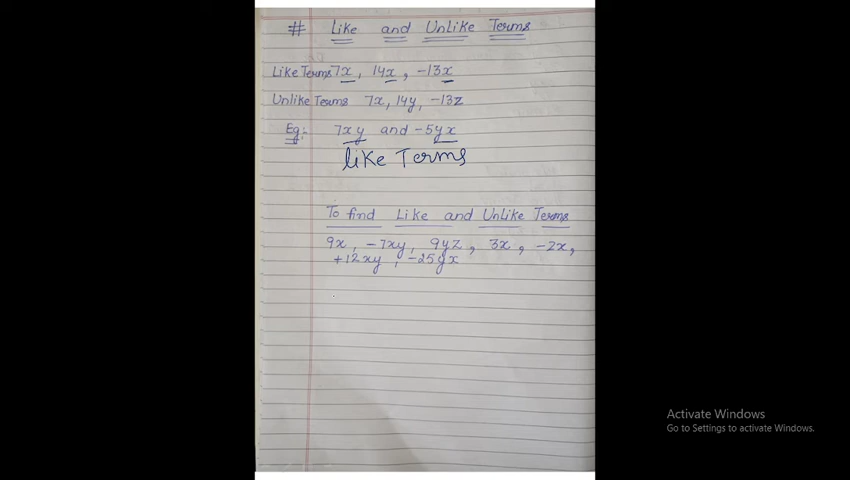 # Like and UnLike Terms
Like Terms 7x, 14x, -13x
UnLike Terms 7x, 14y, -13z
Eg:- 7xy and -5yx
like Terms
To find Like and UnLike Terms
9x, -7xy, 9yz, 3x, -2x,
+12xy, -25yx
Activate Windows
Go to Settings to activate Windows.